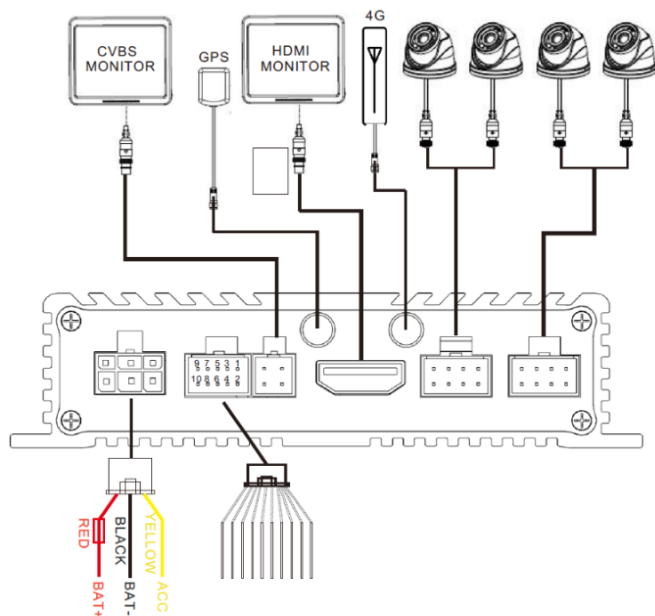 CVBS
MONITOR
GPS
HDMI
MONITOR
4G
9 7 5 3 1
10 8 6 4 2
RED
BLACK
YELLOW
BAT+
BAT-
ACC